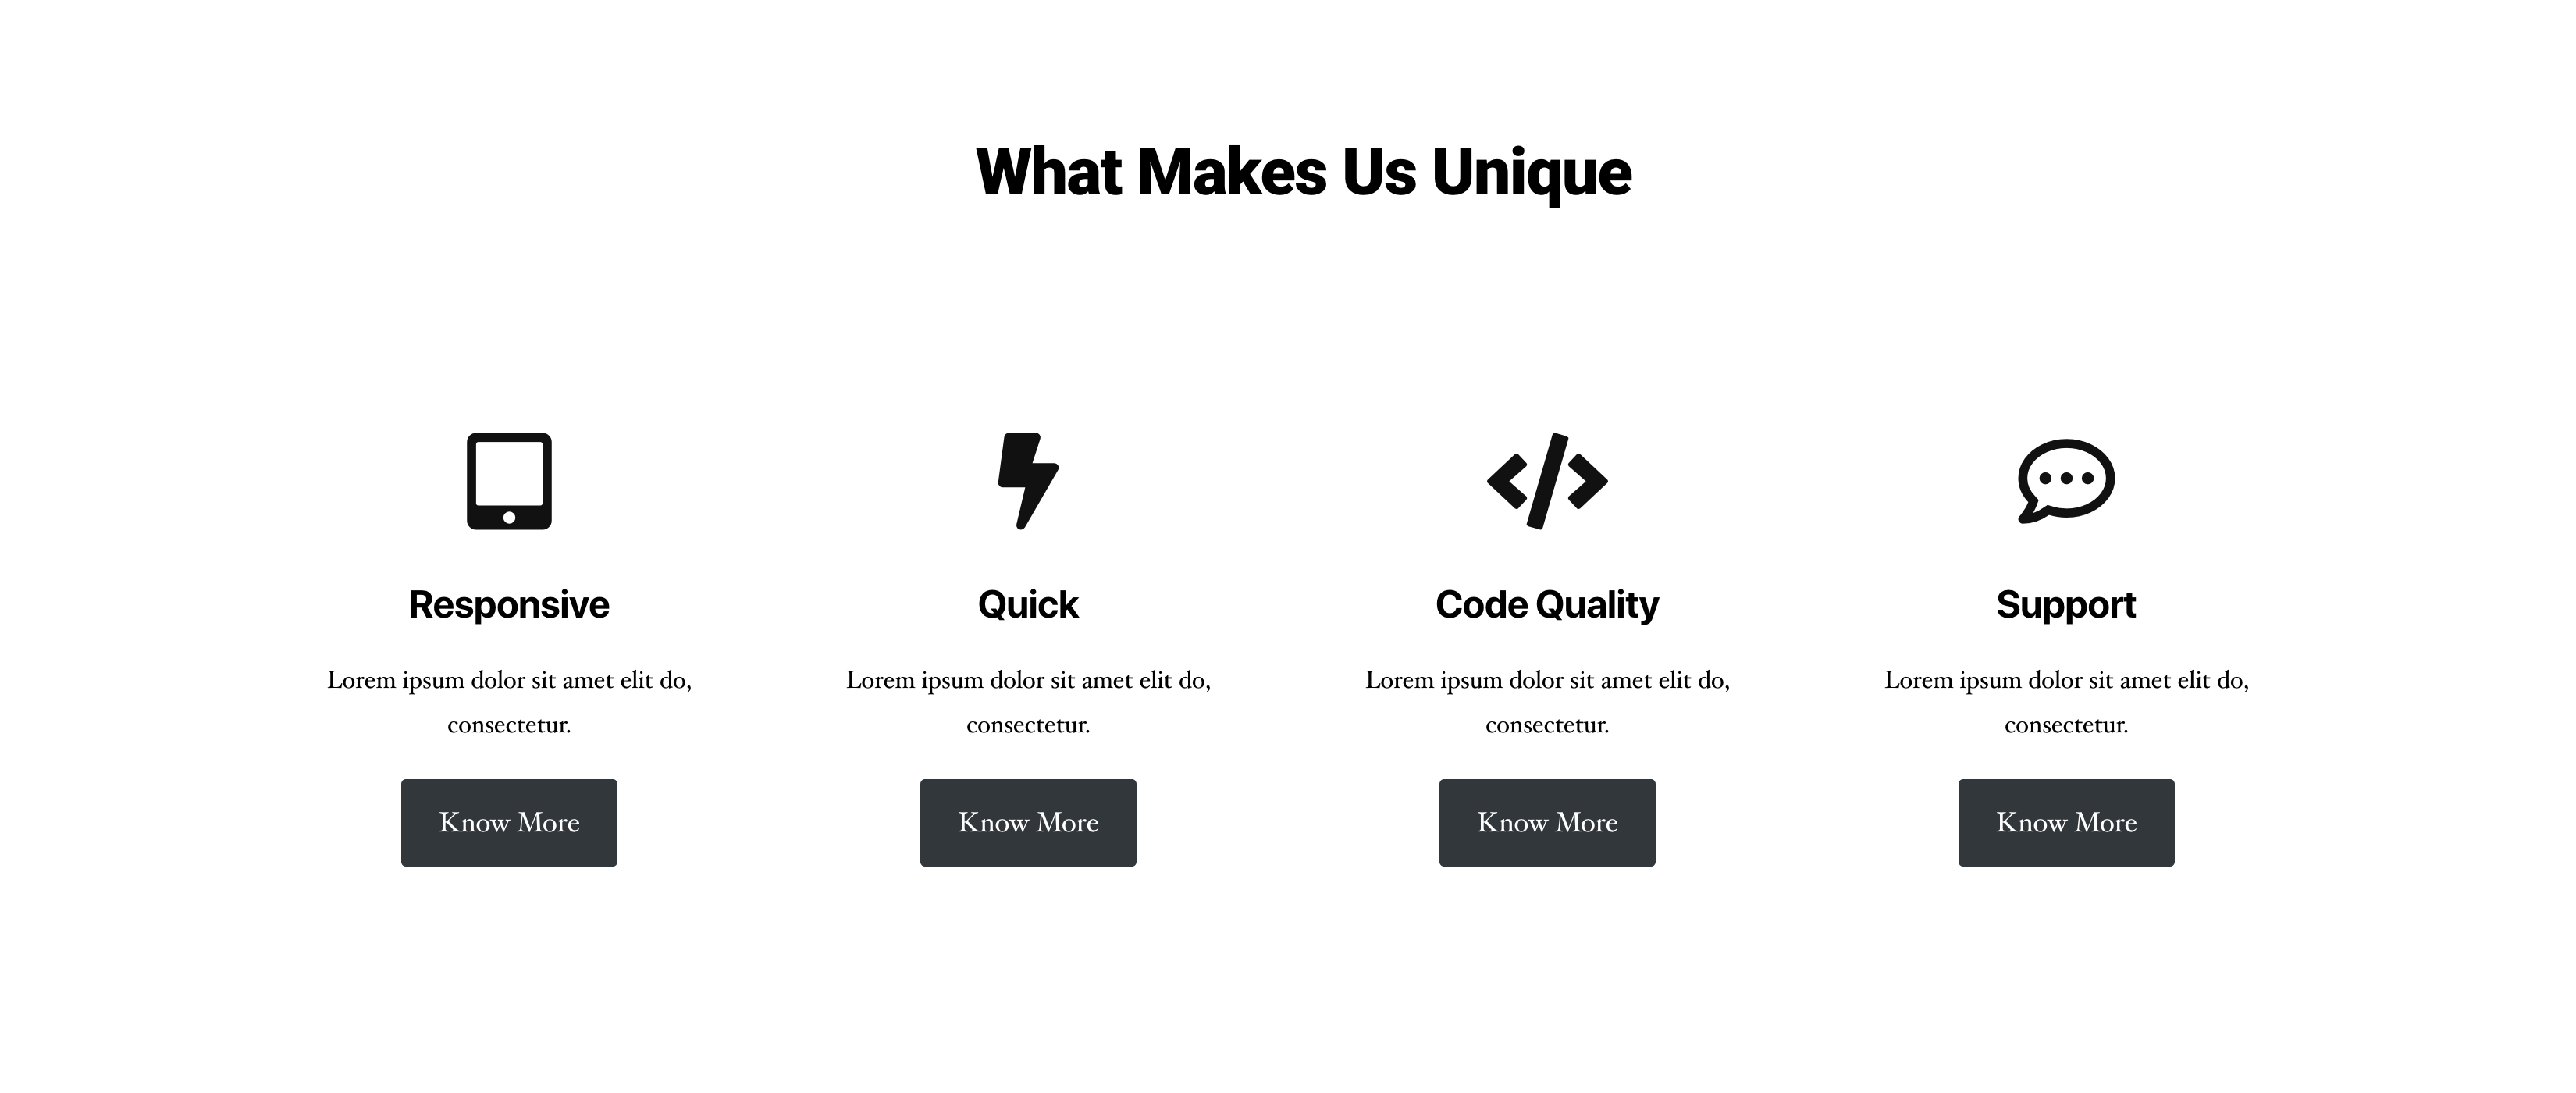 What Makes Us Unique
Responsive
Lorem ipsum dolor sit amet elit do,
consectetur.
Know More
Quick
Lorem ipsum dolor sit amet elit do,
consectetur.
Know More
Code Quality
Lorem ipsum dolor sit amet elit do,
consectetur.
Know More
Support
Lorem ipsum dolor sit amet elit do,
consectetur.
Know More